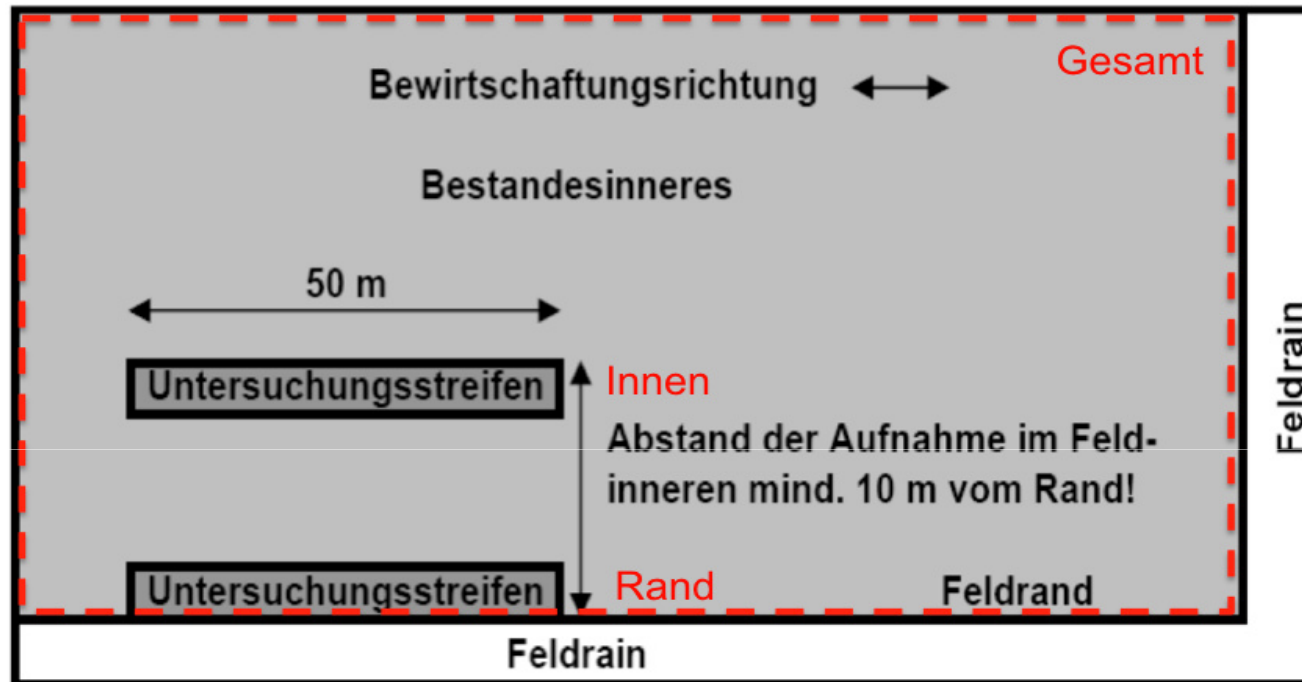 Gesamt
Bewirtschaftungsrichtung
Bestandesinneres
50 m
Untersuchungsstreifen
Innen
Abstand der Aufnahme im Feld-
inneren mind. 10 m vom Rand!
Untersuchungsstreifen
Rand
Feldrand
Feldrain
Feldrain